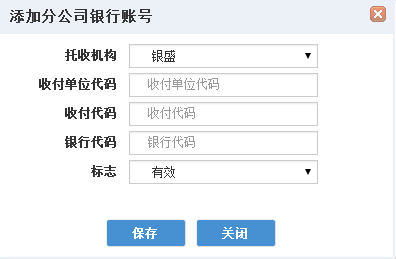 添加分公司银行账号
托收机构 银盛
收付单位代码 收付单位代码
收付代码 收付代码
银行代码 银行代码
标志 有效
保存 关闭